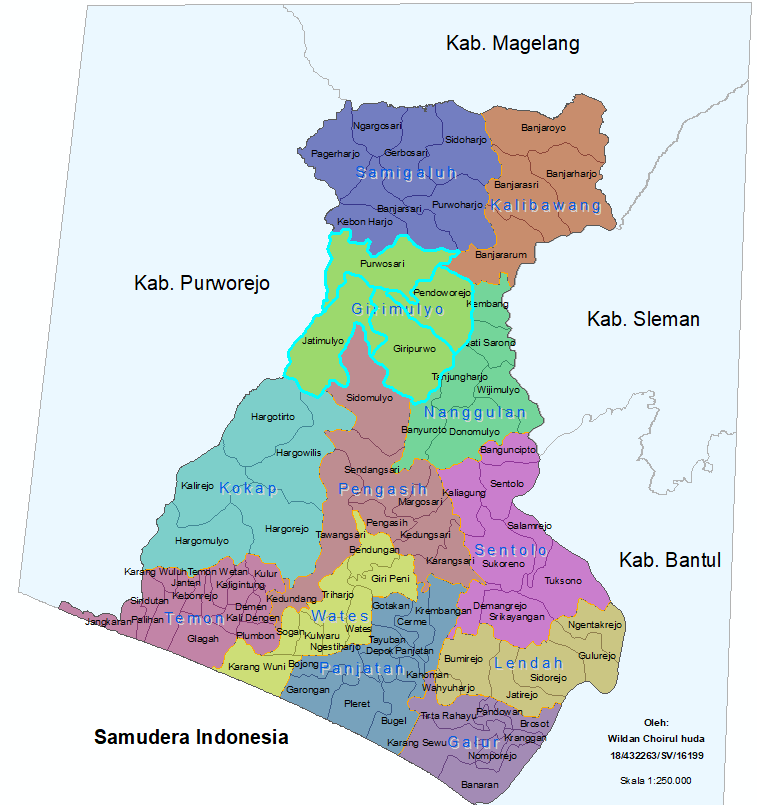 Kab. Magelang
Ngargosari
Banjaroyo
Sidoharjo
Pagerharjo
Gerbosari
Samigaluh
Banjarharjo
Banjarasri
Purwoharjo
Kalibawang
Banjarsari
Kebon Harjo
Banjararum
Purwosari
Kab. Purworejo
Pendoworejo
Kembang
Girimulyo
Kab. Sleman
Jatimulyo
Jati Sarono
Giripurwo
Tanjungharjo
Wijimulyo
Sidomulyo
Nanggulan
Hargotirto
Banyuroto
Donomulyo
Hargowilis
Banguncipto
Sendangsari
Kalirejo
Kokap
Pengasih
Kaliagung
Sentolo
Margosari
Hargorejo
Pengasih
Salamrejo
Tawangsari
Kedungsari
Hargomulyo
Bendungan
Sentolo
Karangsari
Sukoreno
Kab. Bantul
Karang Wuluh
Temon Wetan
Kulur
Janten
Kaligintung
Giri Peni
Tuksono
Kebonrejo
Triharjo
Sindutan
Kedundang
Gotakan
Krembangan
Demangrejo
Demen
Jangkaran
Palihan
Temon
Kali Dengen
Wates
Cerme
Srikayangan
Ngentakrejo
Glagah
Plumbon
Sogan
Kulwaru
Wates
Tayuban
Ngestiharjo
Depok
Panjatan
Bumirejo
Lendah
Gulurejo
Karang Wuni
Bojong
Panjatan
Kanoman
Sidorejo
Garongan
Wahyuharjo
Jatirejo
Pleret
Bugel
Tirta Rahayu
Pandowan
Brosot
Samudera Indonesia
Karang Sewu
Galur
Kranggan
Nomporejo
Banaran
Oleh:
Wildan Choirul huda
18/432263/SV/16199
Skala 1:250.000